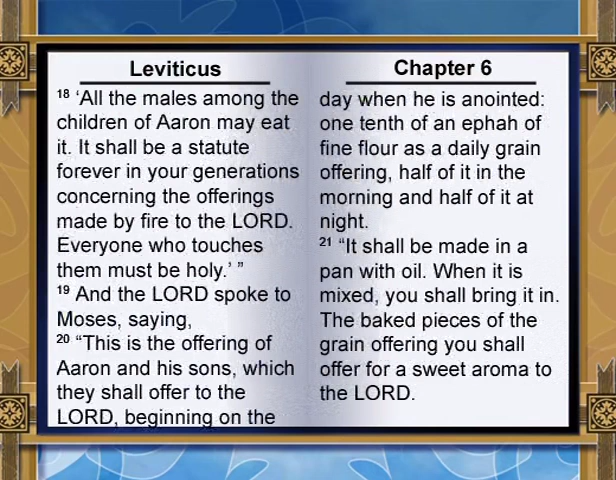 Leviticus
18 ‘All the males among the
children of Aaron may eat
it. It shall be a statute
forever in your generations
concerning the offerings
made by fire to the LORD.
Everyone who touches
them must be holy.’ ”
19 And the LORD spoke to
Moses, saying,
20 “This is the offering of
Aaron and his sons, which
they shall offer to the
LORD, beginning on the
Chapter 6
day when he is anointed:
one tenth of an ephah of
fine flour as a daily grain
offering, half of it in the
morning and half of it at
night.
21 “It shall be made in a
pan with oil. When it is
mixed, you shall bring it in.
The baked pieces of the
grain offering you shall
offer for a sweet aroma to
the LORD.